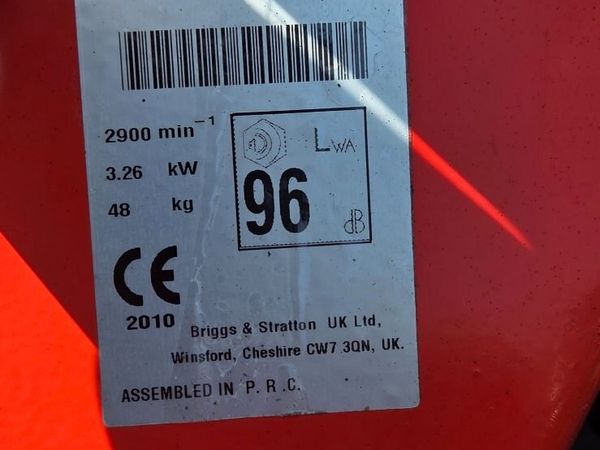 2900 min⁻¹
3.26 kW
48 kg
LWA
96
dB
CE
2010
Briggs & Stratton UK Ltd,
Winsford, Cheshire CW7 3QN, UK.
ASSEMBLED IN P. R. C.